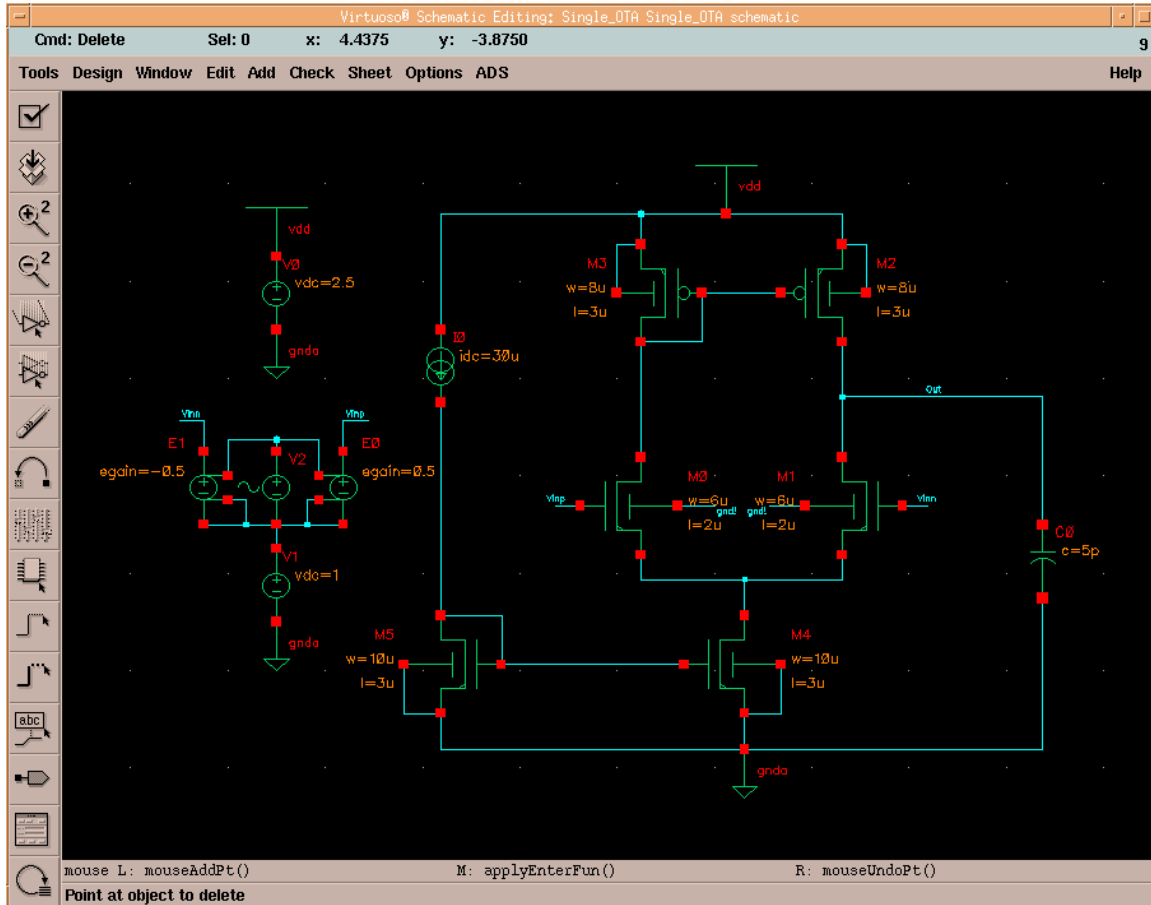 Virtuoso® Schematic Editing: Single_OTA Single_OTA schematic
Cmd: Delete Sel: 0 x: 4.4375 y: -3.8750 9
Tools Design Window Edit Add Check Sheet Options ADS Help
vdd
vdd
V0
vdc=2.5
gnda
M3
w=8u
l=3u
M2
w=8u
l=3u
I0
idc=30u
Out
Vinn
Vinp
E1
egain=-0.5
V2
E0
egain=0.5
V1
vdc=1
gnda
Vinp
M0
w=6u
gnd!
l=2u
M1
w=6u
gnd!
l=2u
Vinn
C0
c=5p
M5
w=10u
l=3u
M4
w=10u
l=3u
gnda
2
2
abc
mouse L: mouseAddPt() M: applyEnterFun() R: mouseUndoPt()
Point at object to delete